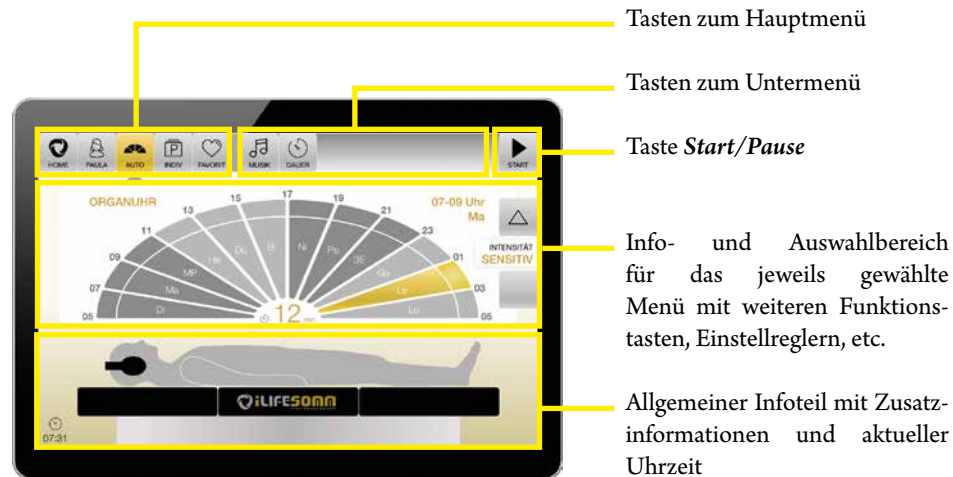 Tasten zum Hauptmenü
Tasten zum Untermenü
HOME PAULA AUTO INDIV FAVORIT MUSIK DAUER START
Taste Start/Pause
ORGANUHR
07-09 Uhr
Ma
05 07 09 11 13 15 17 19 21 23 01 03 05
Di Ma MP He Dü Bl Ni Pe 3E Ga Le Lu
INTENSITÄT
SENSITIV
12 min
Info- und Auswahlbereich
für das jeweils gewählte
Menü mit weiteren Funktions-
tasten, Einstellreglern, etc.
iLIFESOMM
07:31
Allgemeiner Infoteil mit Zusatz-
informationen und aktueller
Uhrzeit